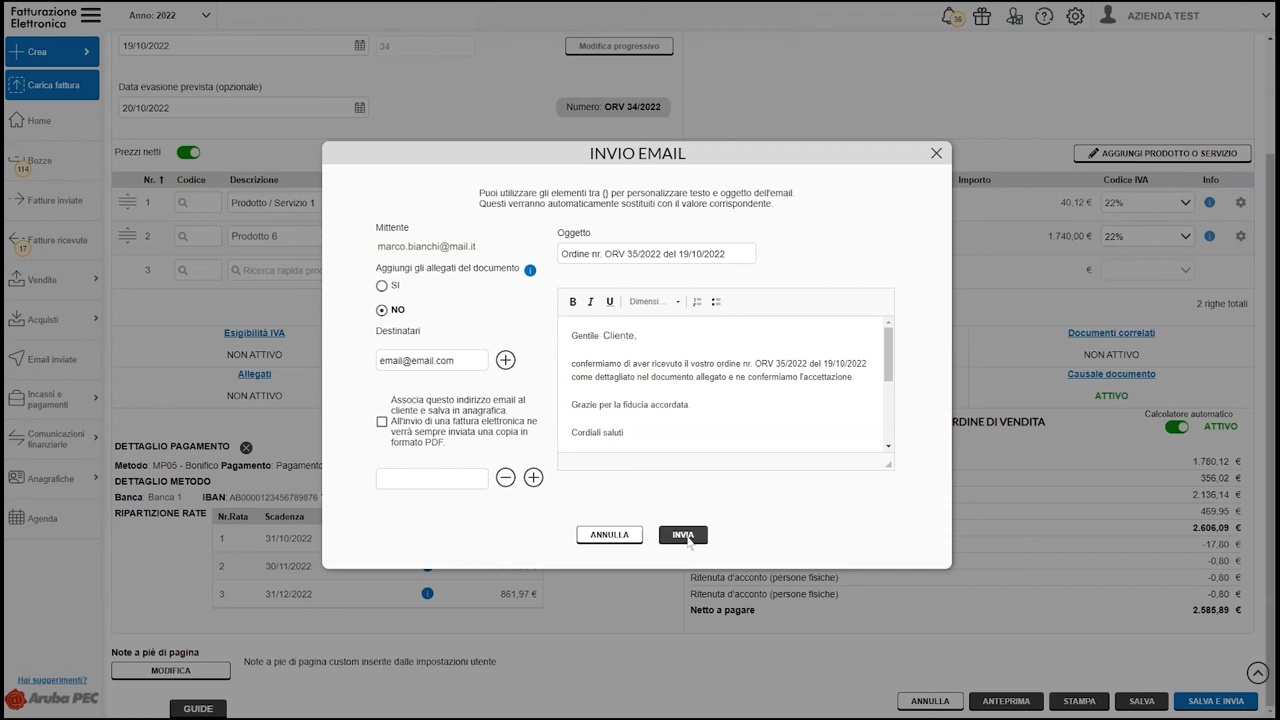 Fatturazione
Elettronica
Anno: 2022
36
AZIENDA TEST
Crea
Carica fattura
Home
Bozze
114
Fatture inviate
Fatture ricevute
17
Vendite
Acquisti
Email inviate
Incassi e
pagamenti
Comunicazioni
finanziarie
Anagrafiche
Agenda
Hai suggerimenti?
Aruba PEC
19/10/2022
34
Modifica progressivo
Data evasione prevista (opzionale)
20/10/2022
Numero: ORV 34/2022
Prezzi netti
AGGIUNGI PRODOTTO O SERVIZIO
Nr. ↑ Codice Descrizione Importo Codice IVA Info
1 Prodotto / Servizio 1 40,12 € 22%
2 Prodotto 6 1.740,00 € 22%
3 Ricerca rapida €
2 righe totali
Esigibilità IVA
NON ATTIVO
Allegati
NON ATTIVO
Documenti correlati
NON ATTIVO
Causale documento
ATTIVO
DETTAGLIO PAGAMENTO
Metodo: MP05 - Bonifico Pagamento: Pagamento
DETTAGLIO METODO
Banca: Banca 1 IBAN: AB0000123456789876
RIPARTIZIONE RATE
Nr.Rata Scadenza
1 31/10/2022
2 30/11/2022
3 31/12/2022 861,97 €
ORDINE DI VENDITA
Calcolatore automatico
ATTIVO
1.780,12 €
356,02 €
2.136,14 €
469,95 €
2.606,09 €
-17,80 €
-0,80 €
Ritenuta d'acconto (persone fisiche) -0,80 €
Ritenuta d'acconto (persone fisiche) -0,80 €
Netto a pagare 2.585,89 €
INVIO EMAIL
Puoi utilizzare gli elementi tra {} per personalizzare testo e oggetto dell'email.
Questi verranno automaticamente sostituiti con il valore corrispondente.
Mittente
marco.bianchi@mail.it
Aggiungi gli allegati del documento
SI
NO
Destinatari
email@email.com
Associa questo indirizzo email al
cliente e salva in anagrafica.
All'invio di una fattura elettronica ne
verrà sempre inviata una copia in
formato PDF.
Oggetto
Ordine nr. ORV 35/2022 del 19/10/2022
B I U Dimensi...
Gentile Cliente,
confermiamo di aver ricevuto il vostro ordine nr. ORV 35/2022 del 19/10/2022
come dettagliato nel documento allegato e ne confermiamo l'accettazione.
Grazie per la fiducia accordata.
Cordiali saluti
ANNULLA
INVIA
Note a piè di pagina
MODIFICA
Note a pie di pagina custom inserite dalle impostazioni utente
GUIDE
ANNULLA
ANTEPRIMA
STAMPA
SALVA
SALVA E INVIA